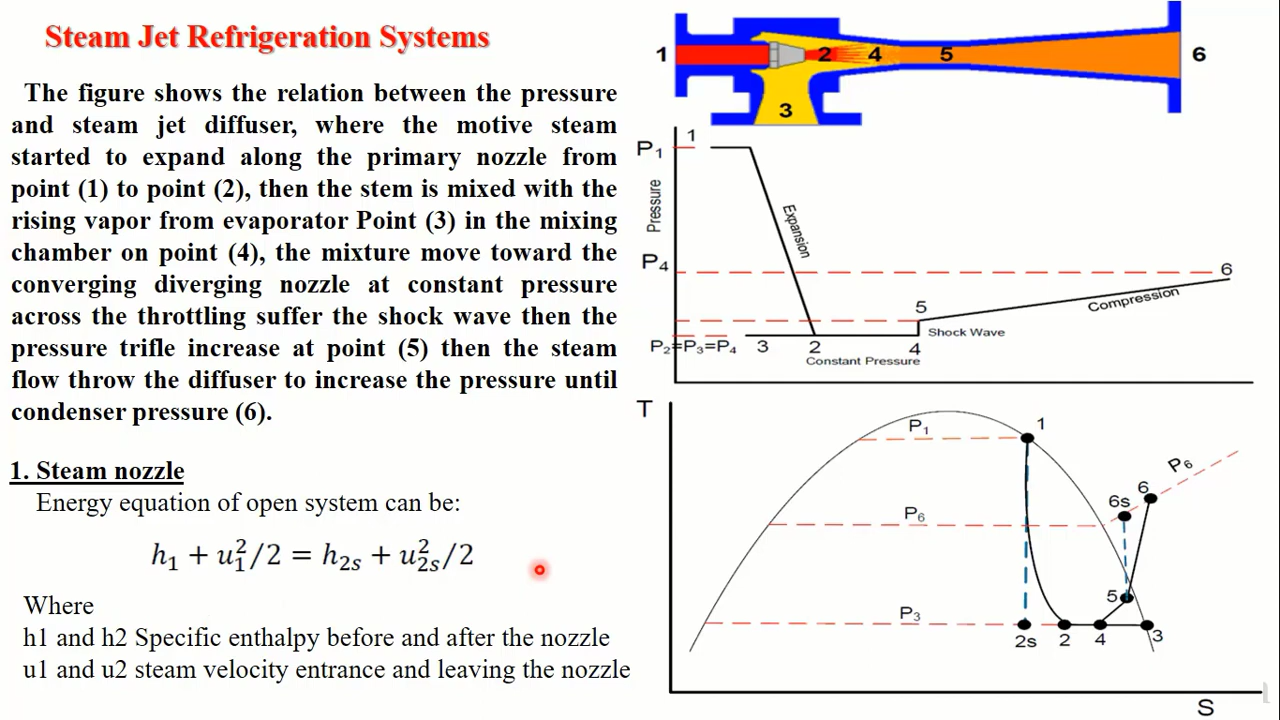 Steam Jet Refrigeration Systems
The figure shows the relation between the pressure
and steam jet diffuser, where the motive steam
started to expand along the primary nozzle from
point (1) to point (2), then the stem is mixed with the
rising vapor from evaporator Point (3) in the mixing
chamber on point (4), the mixture move toward the
converging diverging nozzle at constant pressure
across the throttling suffer the shock wave then the
pressure trifle increase at point (5) then the steam
flow throw the diffuser to increase the pressure until
condenser pressure (6).
1. Steam nozzle
Energy equation of open system can be:
h₁ + u₁²/2 = h₂ₛ + u₂ₛ²/2
Where
h1 and h2 Specific enthalpy before and after the nozzle
u1 and u2 steam velocity entrance and leaving the nozzle
1 2 4 5 6
3
P₁ 1
Pressure
Expansion
P₄
6
Compression
5
Shock Wave
P₂=P₃=P₄ 3 2 4
Constant Pressure
T
P₁ 1
P₆
6
6s
P₆
5
P₃
2s 2 4 3
S